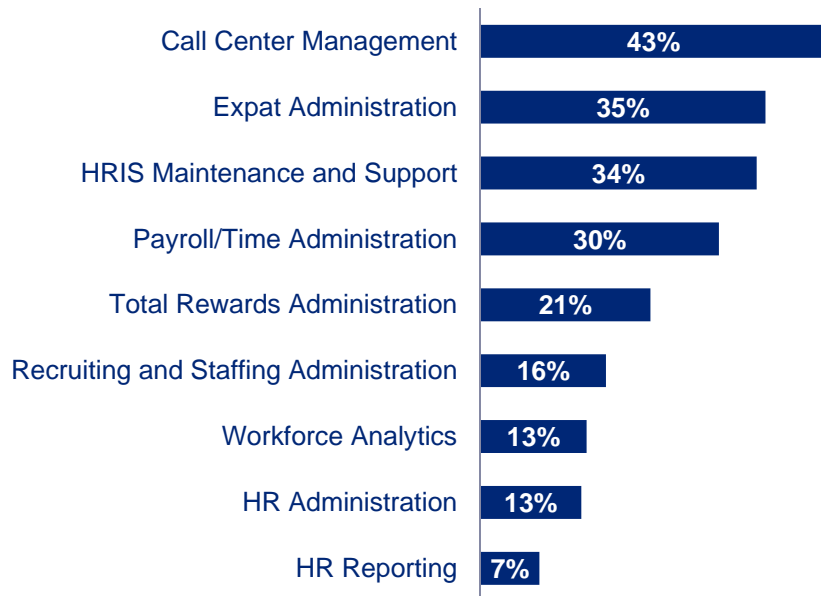 Call Center Management 43%
Expat Administration 35%
HRIS Maintenance and Support 34%
Payroll/Time Administration 30%
Total Rewards Administration 21%
Recruiting and Staffing Administration 16%
Workforce Analytics 13%
HR Administration 13%
HR Reporting 7%